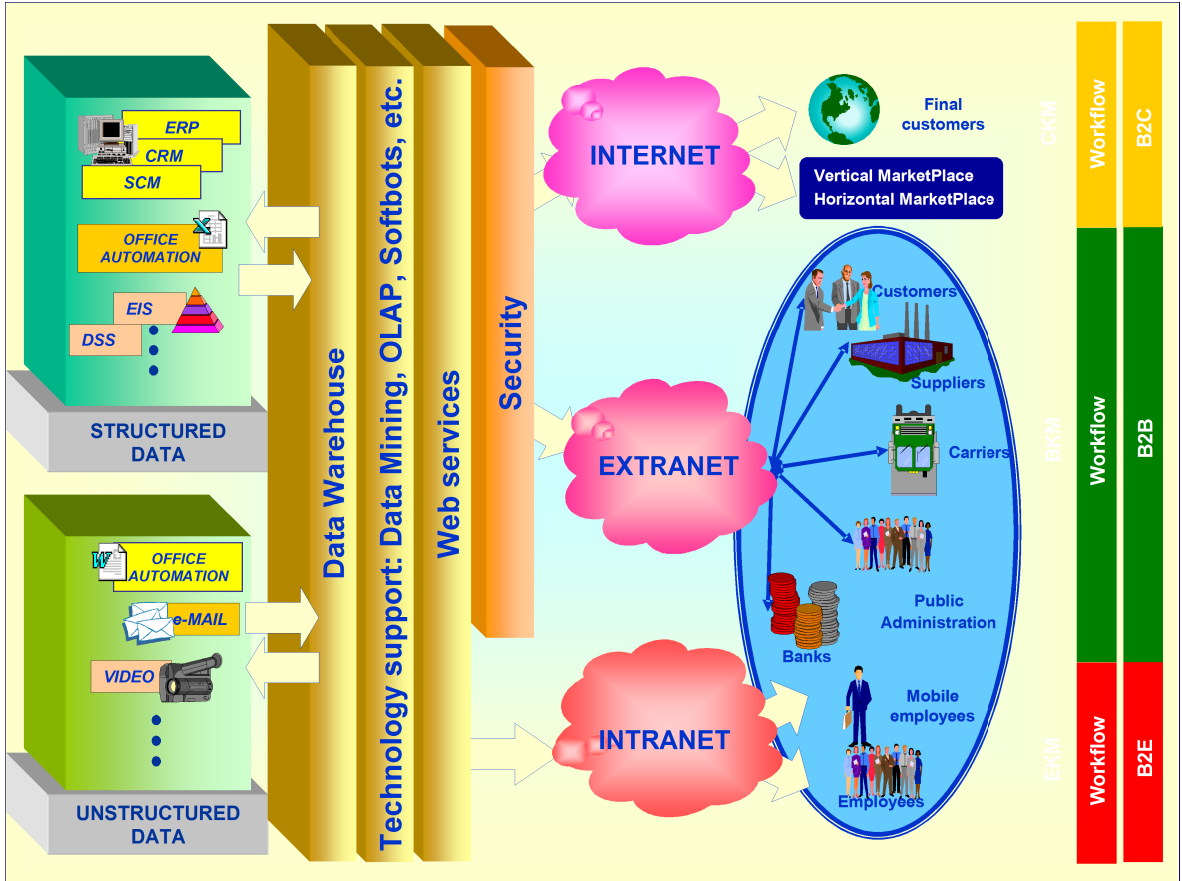 ERP
CRM
SCM
OFFICE
AUTOMATION
EIS
DSS
STRUCTURED
DATA
OFFICE
AUTOMATION
e-MAIL
VIDEO
UNSTRUCTURED
DATA
Data Warehouse
Technology support: Data Mining, OLAP, Softbots, etc.
Web services
Security
INTERNET
EXTRANET
INTRANET
Final
customers
Vertical MarketPlace
Horizontal MarketPlace
Customers
Suppliers
Carriers
Public
Administration
Banks
Mobile
employees
Employees
CKM
Workflow
B2C
BKM
Workflow
B2B
EKM
Workflow
B2E